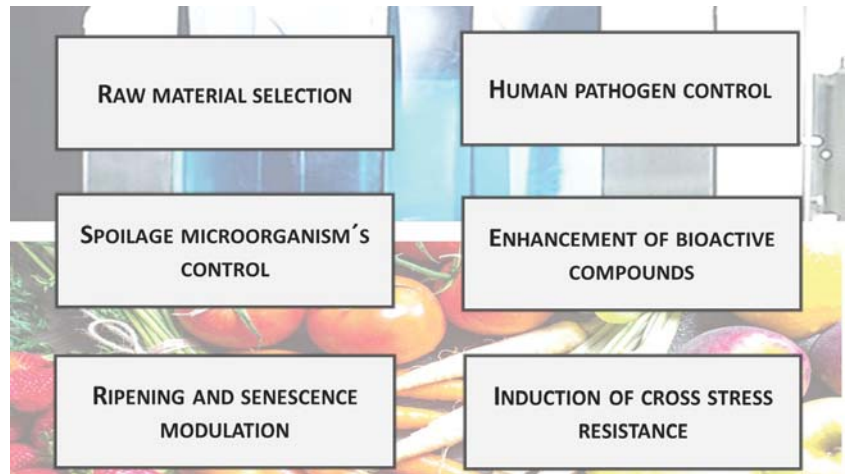 RAW MATERIAL SELECTION
HUMAN PATHOGEN CONTROL
SPOILAGE MICROORGANISM´S
CONTROL
ENHANCEMENT OF BIOACTIVE
COMPOUNDS
RIPENING AND SENESCENCE
MODULATION
INDUCTION OF CROSS STRESS
RESISTANCE